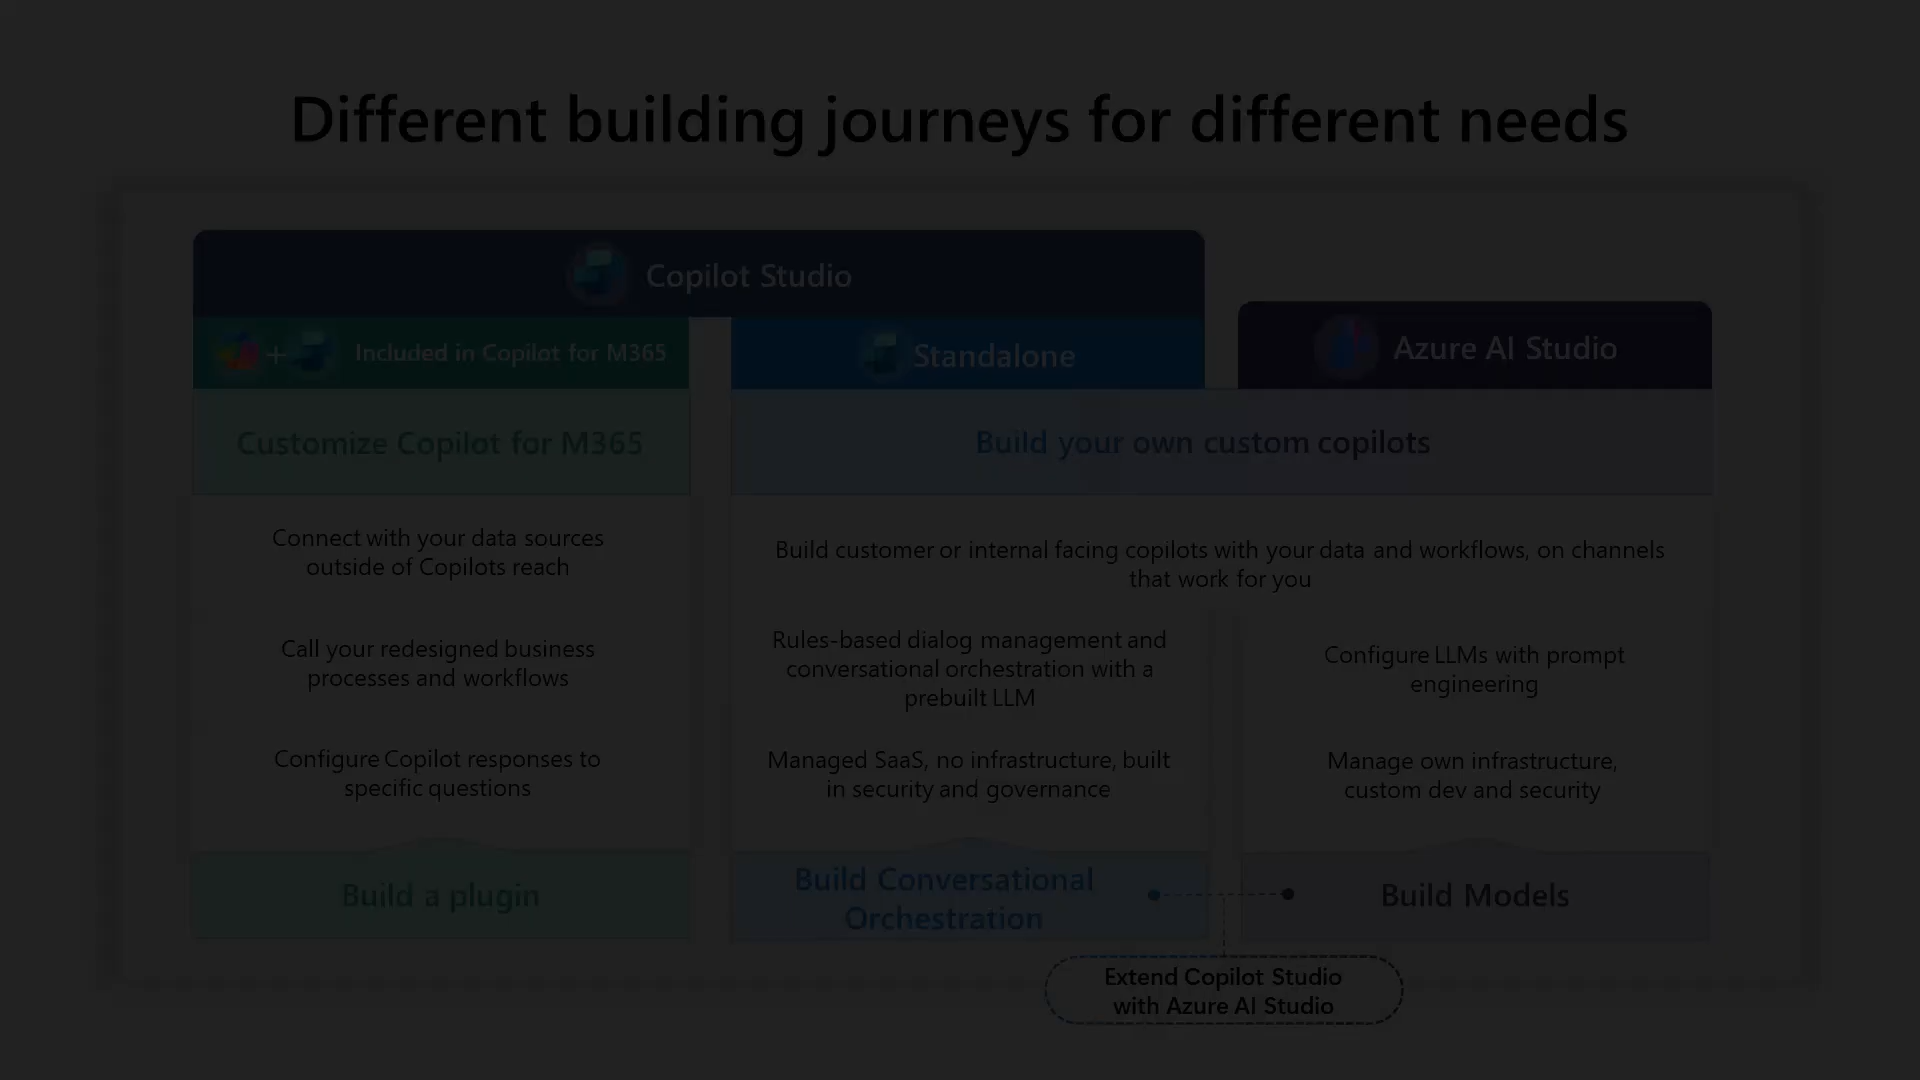 Different building journeys for different needs
Copilot Studio
+ Included in Copilot for M365
Standalone
Azure AI Studio
Customize Copilot for M365
Build your own custom copilots
Connect with your data sources
outside of Copilots reach
Call your redesigned business
processes and workflows
Configure Copilot responses to
specific questions
Build customer or internal facing copilots with your data and workflows, on channels
that work for you
Rules-based dialog management and
conversational orchestration with a
prebuilt LLM
Managed SaaS, no infrastructure, built
in security and governance
Configure LLMs with prompt
engineering
Manage own infrastructure,
custom dev and security
Build a plugin
Build Conversational
Orchestration
Build Models
Extend Copilot Studio
with Azure AI Studio